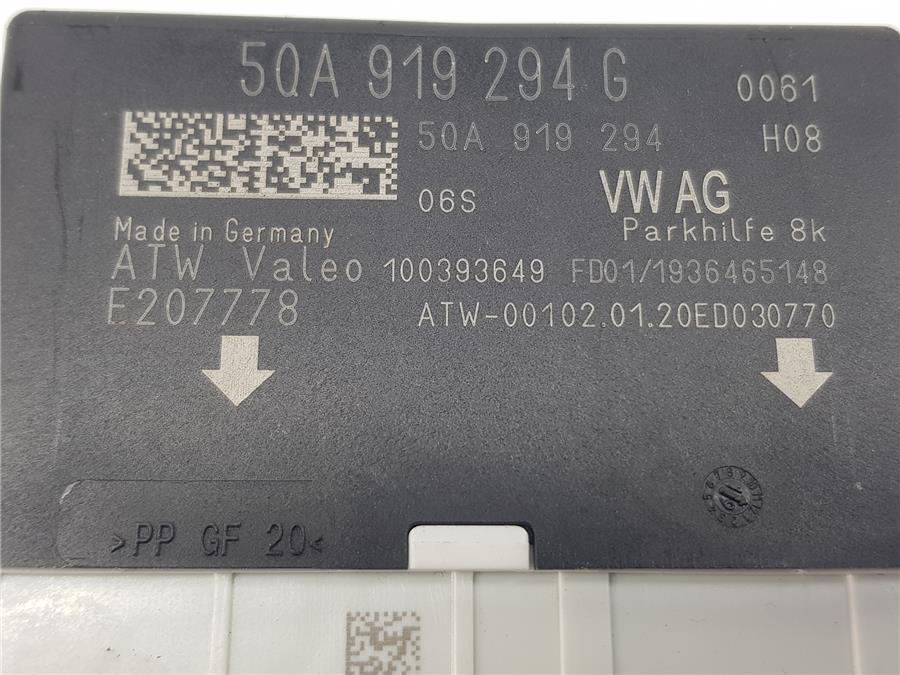 5QA 919 294 G 0061
5QA 919 294 H08
06S VW AG
Made in Germany Parkhilfe 8k
ATW Valeo 100393649 FD01/1936465148
E207778 ATW-00102.01.20ED030770
>PP GF 20<